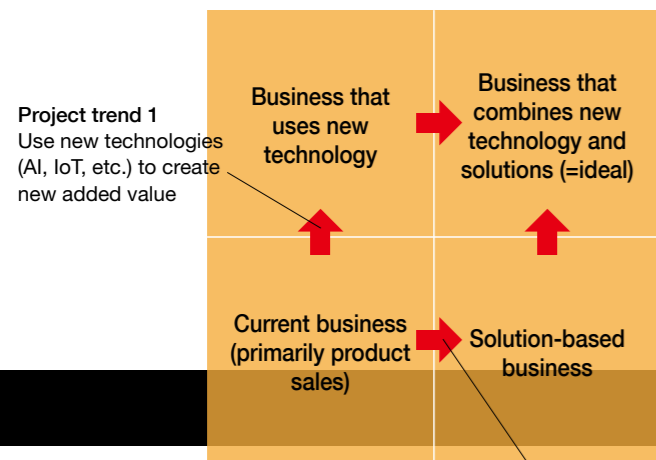 Project trend 1
Use new technologies
(AI, IoT, etc.) to create
new added value
Business that
uses new
technology
Business that
combines new
technology and
solutions (=ideal)
Current business
(primarily product
sales)
Solution-based
business